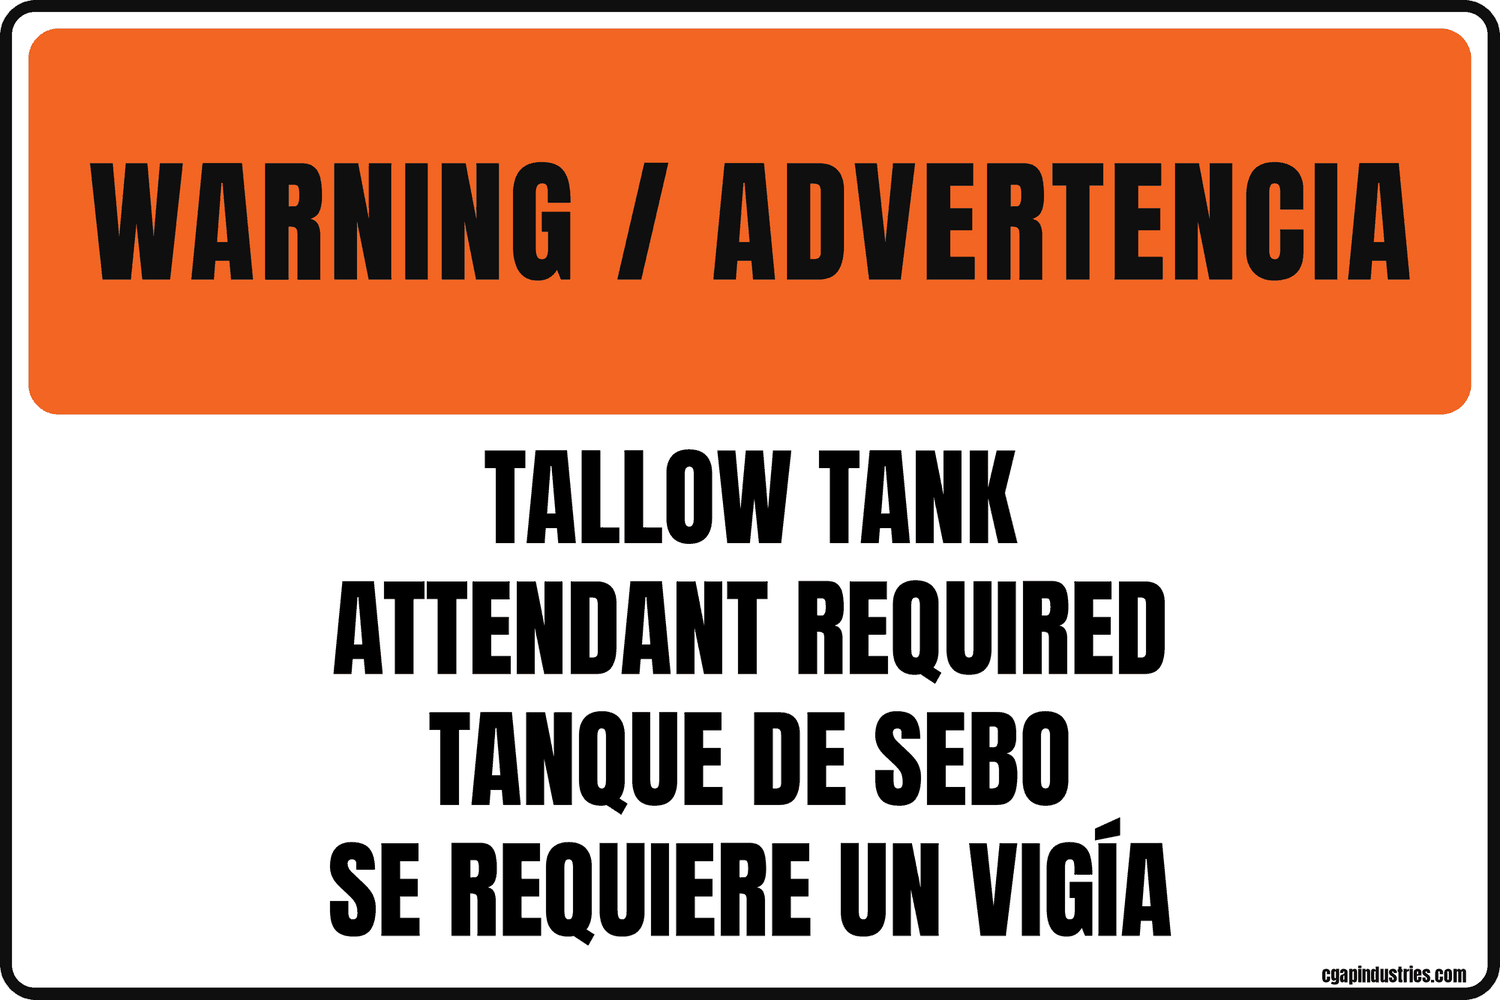 WARNING / ADVERTENCIA
TALLOW TANK
ATTENDANT REQUIRED
TANQUE DE SEBO
SE REQUIERE UN VIGÍA
cgapindustries.com